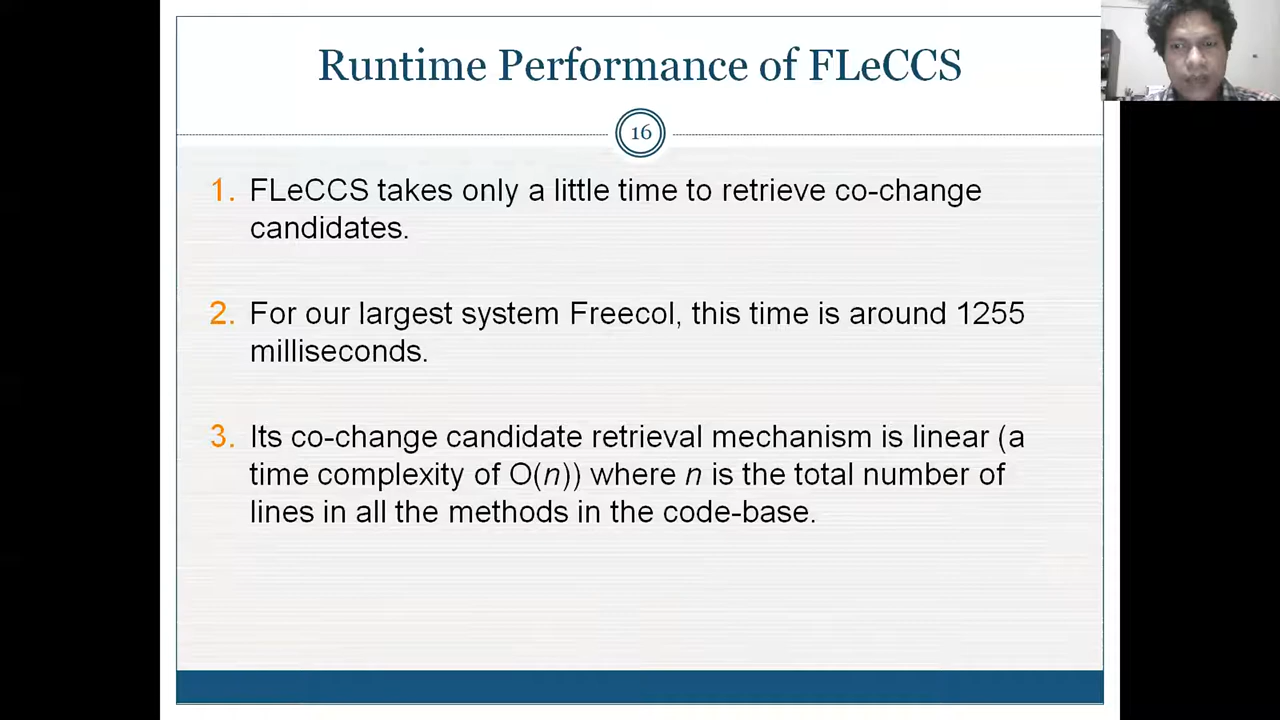 Runtime Performance of FLeCCS
16
1. FLeCCS takes only a little time to retrieve co-change
candidates.
2. For our largest system Freecol, this time is around 1255
milliseconds.
3. Its co-change candidate retrieval mechanism is linear (a
time complexity of O(n)) where n is the total number of
lines in all the methods in the code-base.